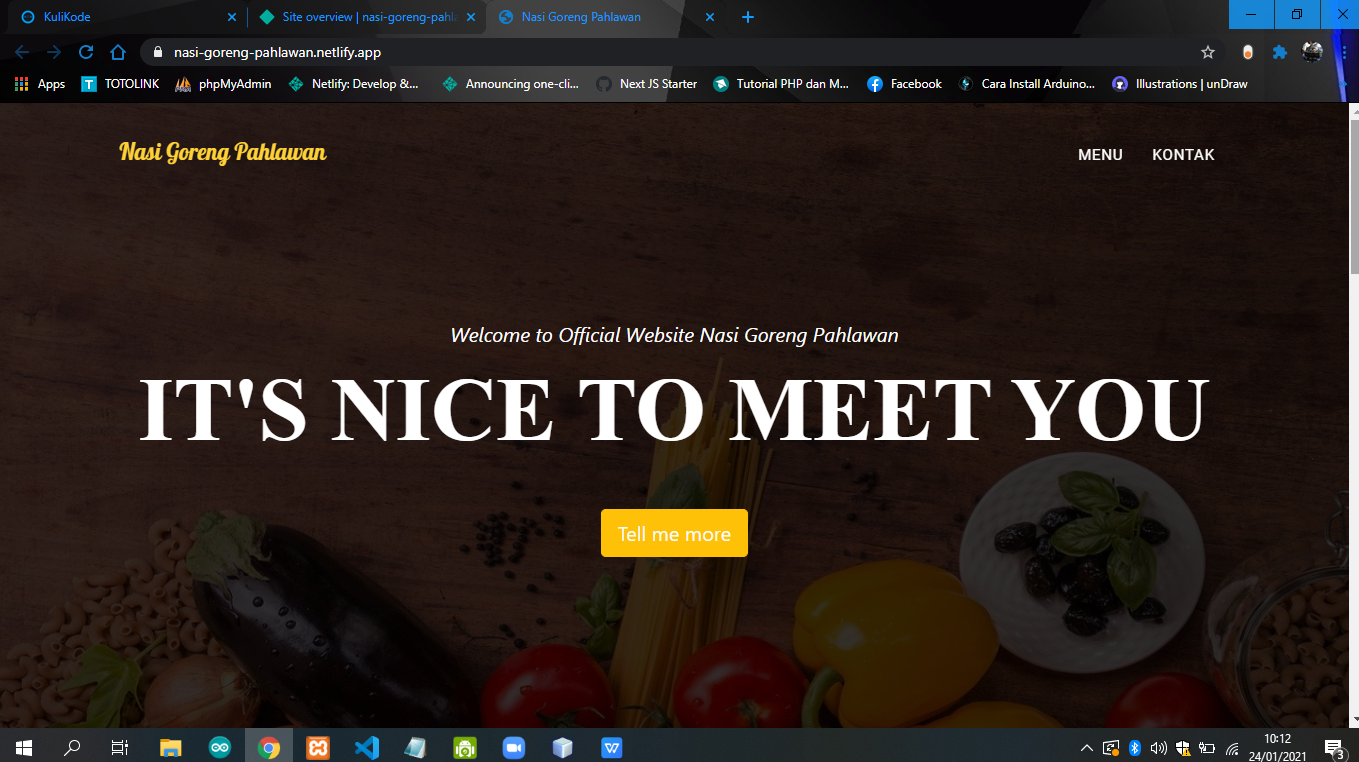 KuliKode
Site overview | nasi-goreng-pahla
Nasi Goreng Pahlawan
nasi-goreng-pahlawan.netlify.app
Apps
TOTOLINK
phpMyAdmin
Netlify: Develop &...
Announcing one-cli...
Next JS Starter
Tutorial PHP dan M...
Facebook
Cara Install Arduino...
Illustrations | unDraw
Nasi Goreng Pahlawan
MENU
KONTAK
Welcome to Official Website Nasi Goreng Pahlawan
IT'S NICE TO MEET YOU
Tell me more
10:12
24/01/2021
3